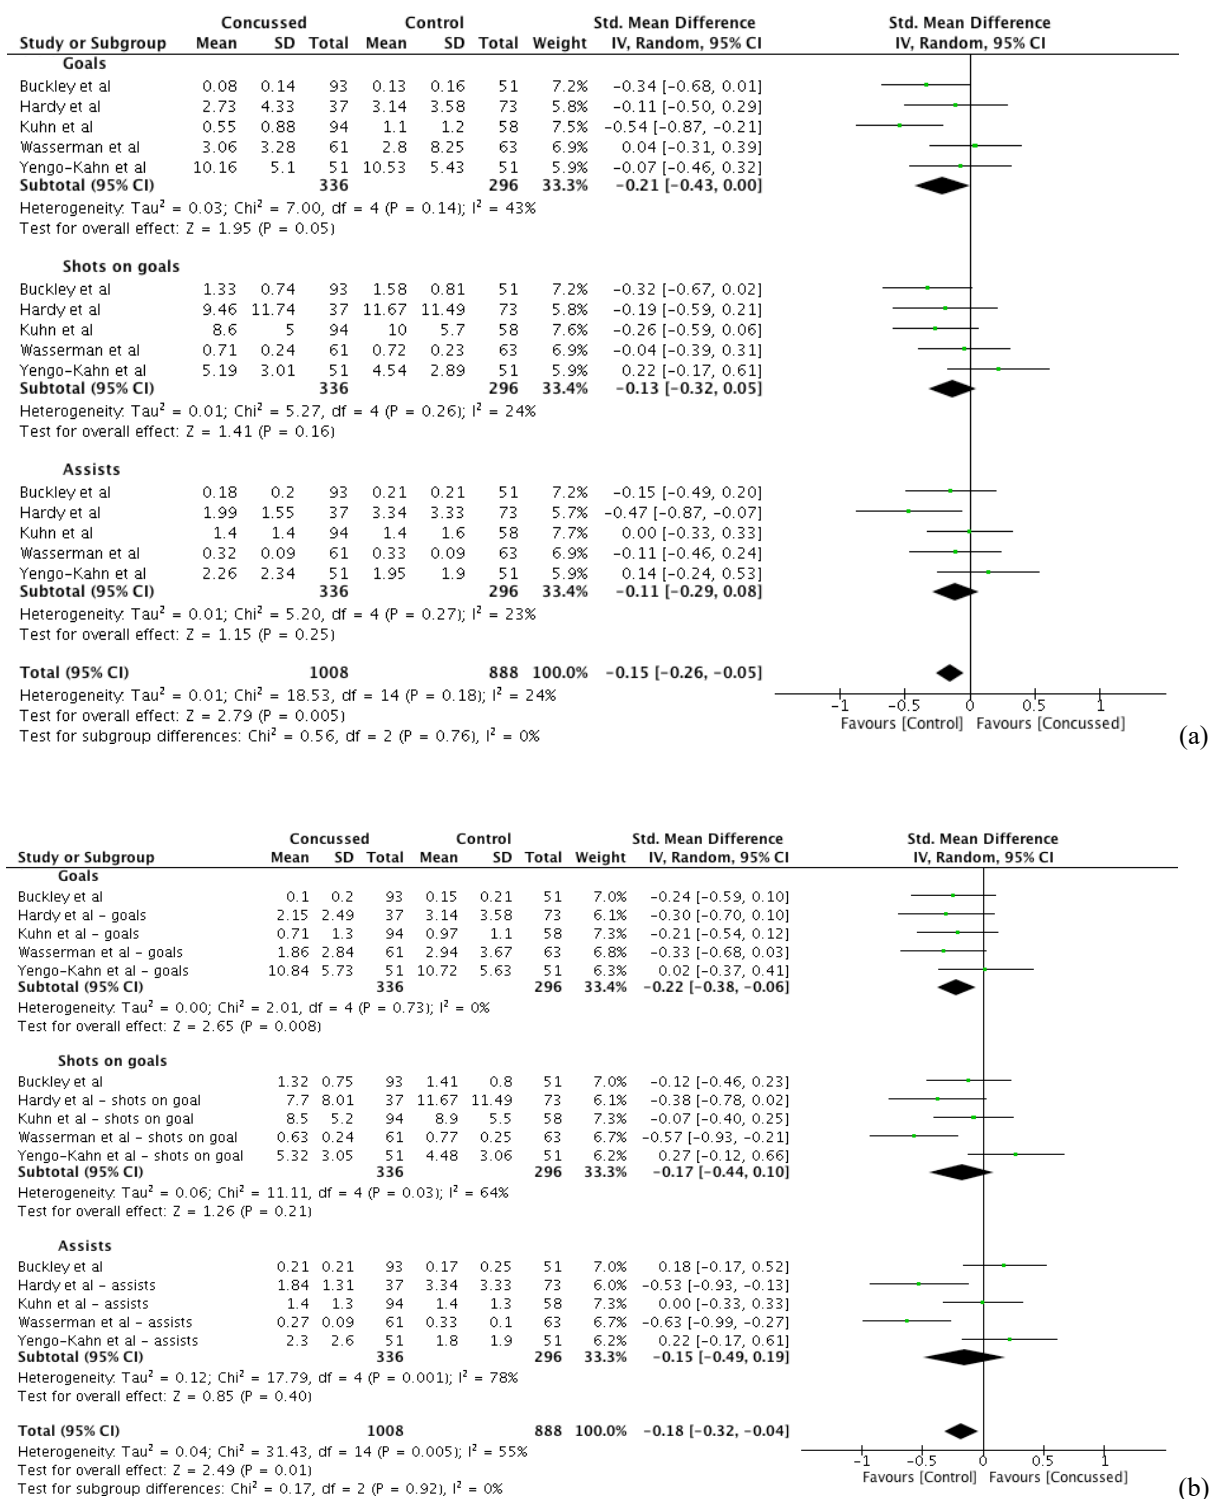 Concussed Control Std. Mean Difference Std. Mean Difference
Study or Subgroup Mean SD Total Mean SD Total Weight IV, Random, 95% CI IV, Random, 95% CI
Goals
Buckley et al 0.08 0.14 93 0.13 0.16 51 7.2% −0.34 [−0.68, 0.01]
Hardy et al 2.73 4.33 37 3.14 3.58 73 5.8% −0.11 [−0.50, 0.29]
Kuhn et al 0.55 0.88 94 1.1 1.2 58 7.5% −0.54 [−0.87, −0.21]
Wasserman et al 3.06 3.28 61 2.8 8.25 63 6.9% 0.04 [−0.31, 0.39]
Yengo-Kahn et al 10.16 5.1 51 10.53 5.43 51 5.9% −0.07 [−0.46, 0.32]
Subtotal (95% CI) 336 296 33.3% −0.21 [−0.43, 0.00]
Heterogeneity: Tau² = 0.03; Chi² = 7.00, df = 4 (P = 0.14); I² = 43%
Test for overall effect: Z = 1.95 (P = 0.05)
Shots on goals
Buckley et al 1.33 0.74 93 1.58 0.81 51 7.2% −0.32 [−0.67, 0.02]
Hardy et al 9.46 11.74 37 11.67 11.49 73 5.8% −0.19 [−0.59, 0.21]
Kuhn et al 8.6 5 94 10 5.7 58 7.6% −0.26 [−0.59, 0.06]
Wasserman et al 0.71 0.24 61 0.72 0.23 63 6.9% −0.04 [−0.39, 0.31]
Yengo-Kahn et al 5.19 3.01 51 4.54 2.89 51 5.9% 0.22 [−0.17, 0.61]
Subtotal (95% CI) 336 296 33.4% −0.13 [−0.32, 0.05]
Heterogeneity: Tau² = 0.01; Chi² = 5.27, df = 4 (P = 0.26); I² = 24%
Test for overall effect: Z = 1.41 (P = 0.16)
Assists
Buckley et al 0.18 0.2 93 0.21 0.21 51 7.2% −0.15 [−0.49, 0.20]
Hardy et al 1.99 1.55 37 3.34 3.33 73 5.7% −0.47 [−0.87, −0.07]
Kuhn et al 1.4 1.4 94 1.4 1.6 58 7.6% 0.00 [−0.33, 0.33]
Wasserman et al 0.32 0.09 61 0.33 0.09 63 6.9% −0.11 [−0.46, 0.24]
Yengo-Kahn et al 2.26 2.34 51 1.95 1.9 51 5.9% 0.14 [−0.24, 0.53]
Subtotal (95% CI) 336 296 33.4% −0.11 [−0.29, 0.08]
Heterogeneity: Tau² = 0.01; Chi² = 5.20, df = 4 (P = 0.27); I² = 23%
Test for overall effect: Z = 1.15 (P = 0.25)
Total (95% CI) 1008 888 100.0% −0.15 [−0.26, −0.05]
Heterogeneity: Tau² = 0.01; Chi² = 18.53, df = 14 (P = 0.18); I² = 24%
Test for overall effect: Z = 2.79 (P = 0.005)
Test for subgroup differences: Chi² = 0.56, df = 2 (P = 0.76), I² = 0%
−1 −0.5 0 0.5 1
Favours [Control] Favours [Concussed]
(a)
Concussed Control Std. Mean Difference Std. Mean Difference
Study or Subgroup Mean SD Total Mean SD Total Weight IV, Random, 95% CI IV, Random, 95% CI
Goals
Buckley et al 0.1 0.2 93 0.15 0.21 51 7.0% −0.24 [−0.59, 0.10]
Hardy et al – goals 2.15 2.49 37 3.14 3.58 73 6.1% −0.30 [−0.70, 0.10]
Kuhn et al – goals 0.71 1.3 94 0.97 1.1 58 7.3% −0.21 [−0.54, 0.12]
Wasserman et al – goals 1.86 2.84 61 2.94 3.67 63 6.8% −0.33 [−0.68, 0.03]
Yengo-Kahn et al – goals 10.84 5.73 51 10.72 5.63 51 6.3% 0.02 [−0.37, 0.41]
Subtotal (95% CI) 336 296 33.4% −0.22 [−0.38, −0.06]
Heterogeneity: Tau² = 0.00; Chi² = 2.01, df = 4 (P = 0.73); I² = 0%
Test for overall effect: Z = 2.65 (P = 0.008)
Shots on goals
Buckley et al 1.32 0.75 93 1.41 0.8 51 7.0% −0.12 [−0.46, 0.23]
Hardy et al – shots on goal 7.7 8.01 37 11.67 11.49 73 6.1% −0.38 [−0.78, 0.02]
Kuhn et al – shots on goal 8.5 5.2 94 8.9 5.5 58 7.3% −0.07 [−0.40, 0.25]
Wasserman et al – shots on goal 0.63 0.24 61 0.77 0.25 63 6.7% −0.57 [−0.93, −0.21]
Yengo-Kahn et al – shots on goal 5.32 3.05 51 4.48 3.06 51 6.2% 0.27 [−0.12, 0.66]
Subtotal (95% CI) 336 296 33.3% −0.17 [−0.44, 0.10]
Heterogeneity: Tau² = 0.06; Chi² = 11.11, df = 4 (P = 0.03); I² = 64%
Test for overall effect: Z = 1.26 (P = 0.21)
Assists
Buckley et al 0.21 0.21 93 0.17 0.25 51 7.0% 0.18 [−0.17, 0.52]
Hardy et al – assists 1.84 1.31 37 3.34 3.33 73 6.0% −0.53 [−0.93, −0.13]
Kuhn et al – assists 1.4 1.3 94 1.4 1.3 58 7.3% 0.00 [−0.33, 0.33]
Wasserman et al – assists 0.27 0.09 61 0.33 0.1 63 6.7% −0.63 [−0.99, −0.27]
Yengo-Kahn et al – assists 2.3 2.6 51 1.8 1.9 51 6.2% 0.22 [−0.17, 0.61]
Subtotal (95% CI) 336 296 33.3% −0.15 [−0.49, 0.19]
Heterogeneity: Tau² = 0.12; Chi² = 17.79, df = 4 (P = 0.001); I² = 78%
Test for overall effect: Z = 0.85 (P = 0.40)
Total (95% CI) 1008 888 100.0% −0.18 [−0.32, −0.04]
Heterogeneity: Tau² = 0.04; Chi² = 31.43, df = 14 (P = 0.005); I² = 55%
Test for overall effect: Z = 2.49 (P = 0.01)
Test for subgroup differences: Chi² = 0.17, df = 2 (P = 0.92), I² = 0%
−1 −0.5 0 0.5 1
Favours [Control] Favours [Concussed]
(b)